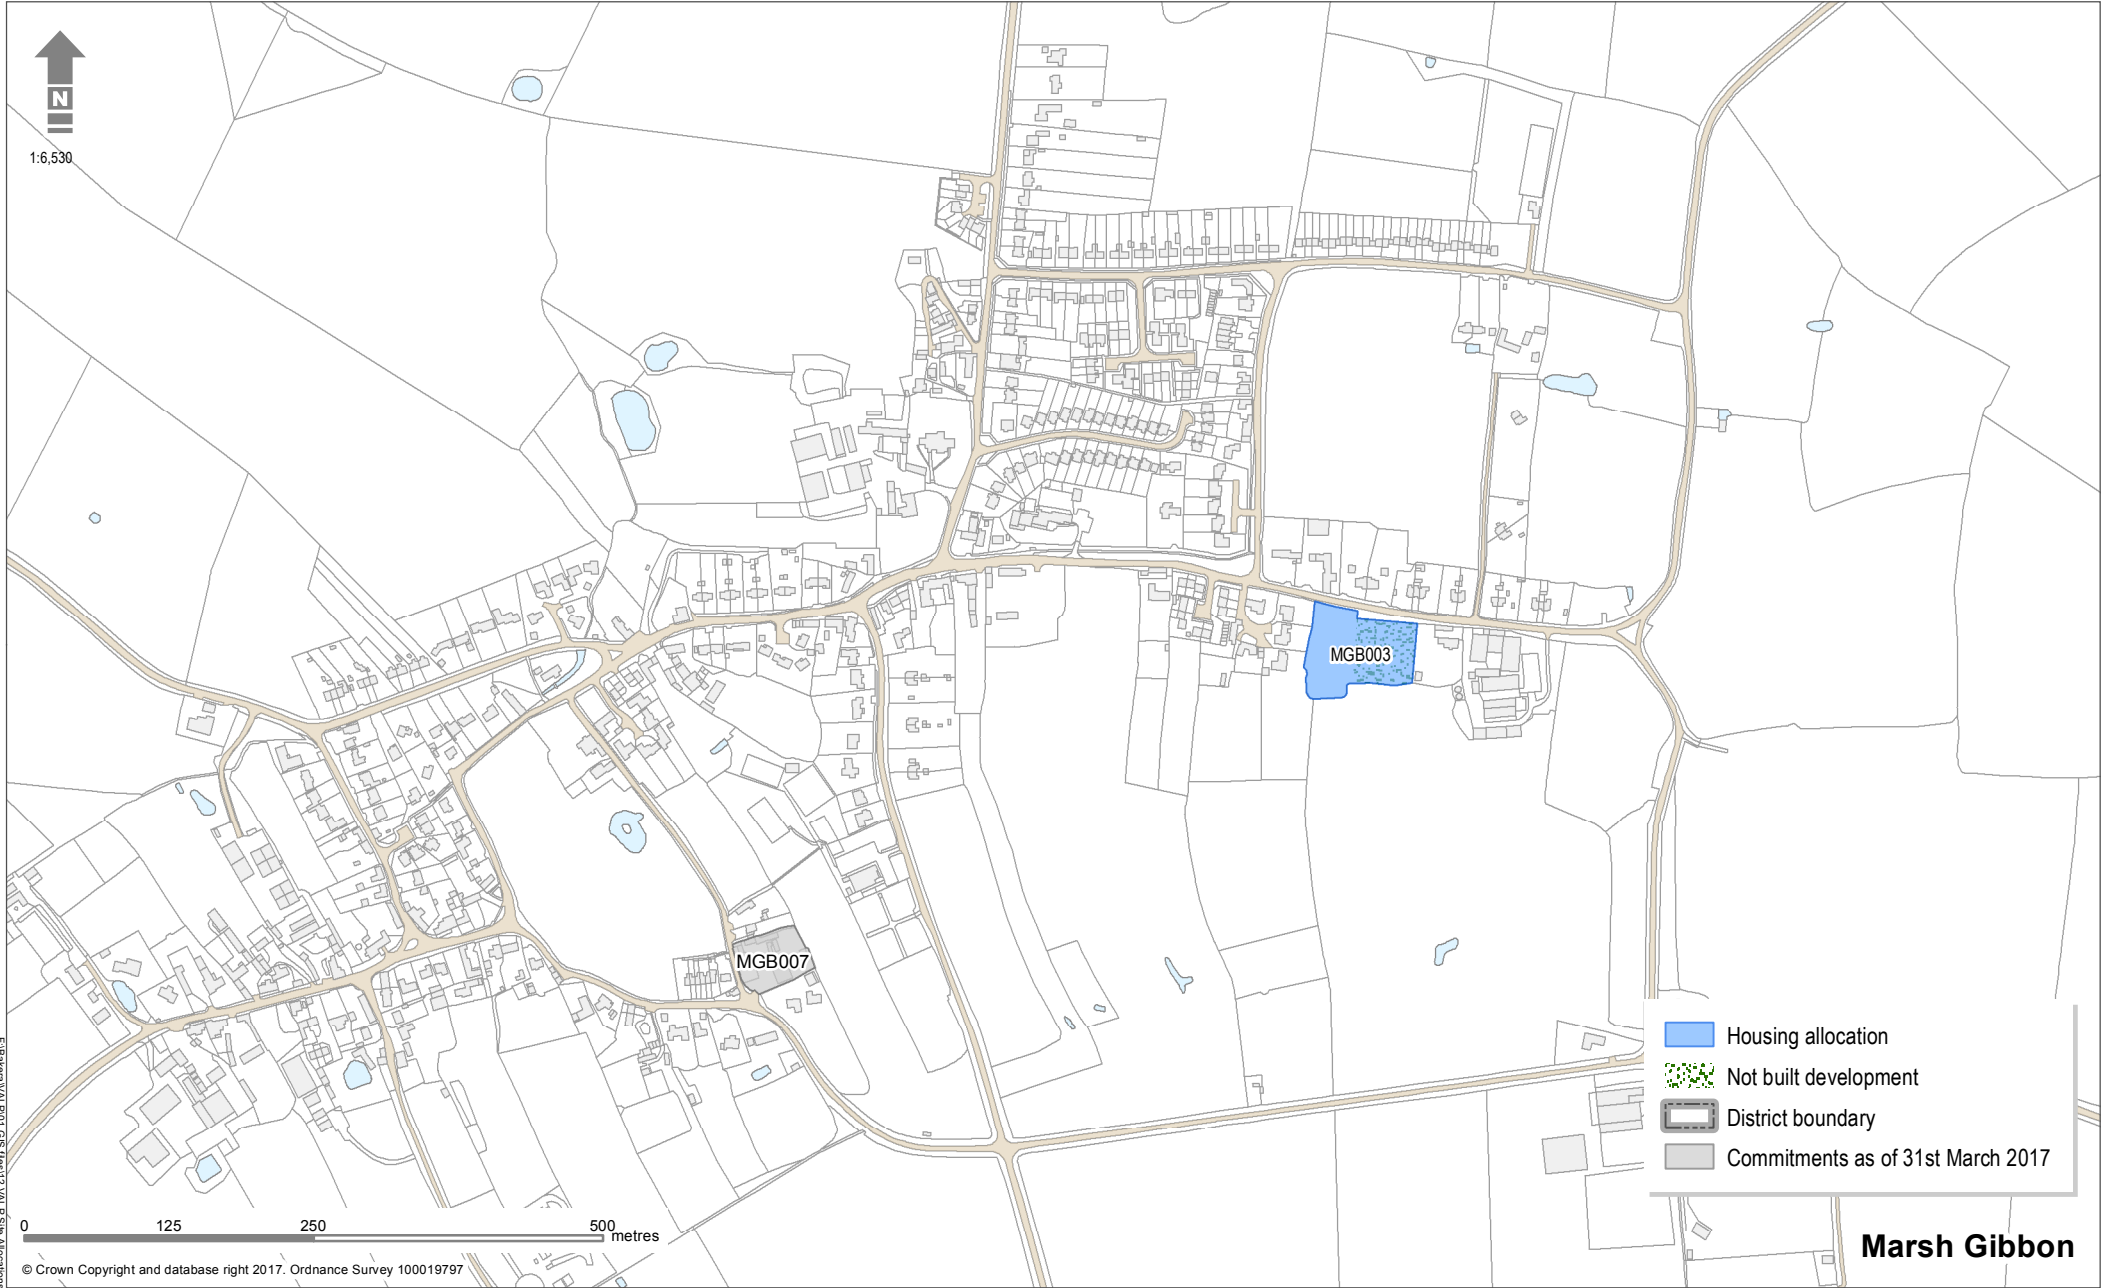 N
1:6,530
MGB003
MGB007
Housing allocation
Not built development
District boundary
Commitments as of 31st March 2017
0 125 250 500
metres
© Crown Copyright and database right 2017. Ordnance Survey 100019797
Marsh Gibbon